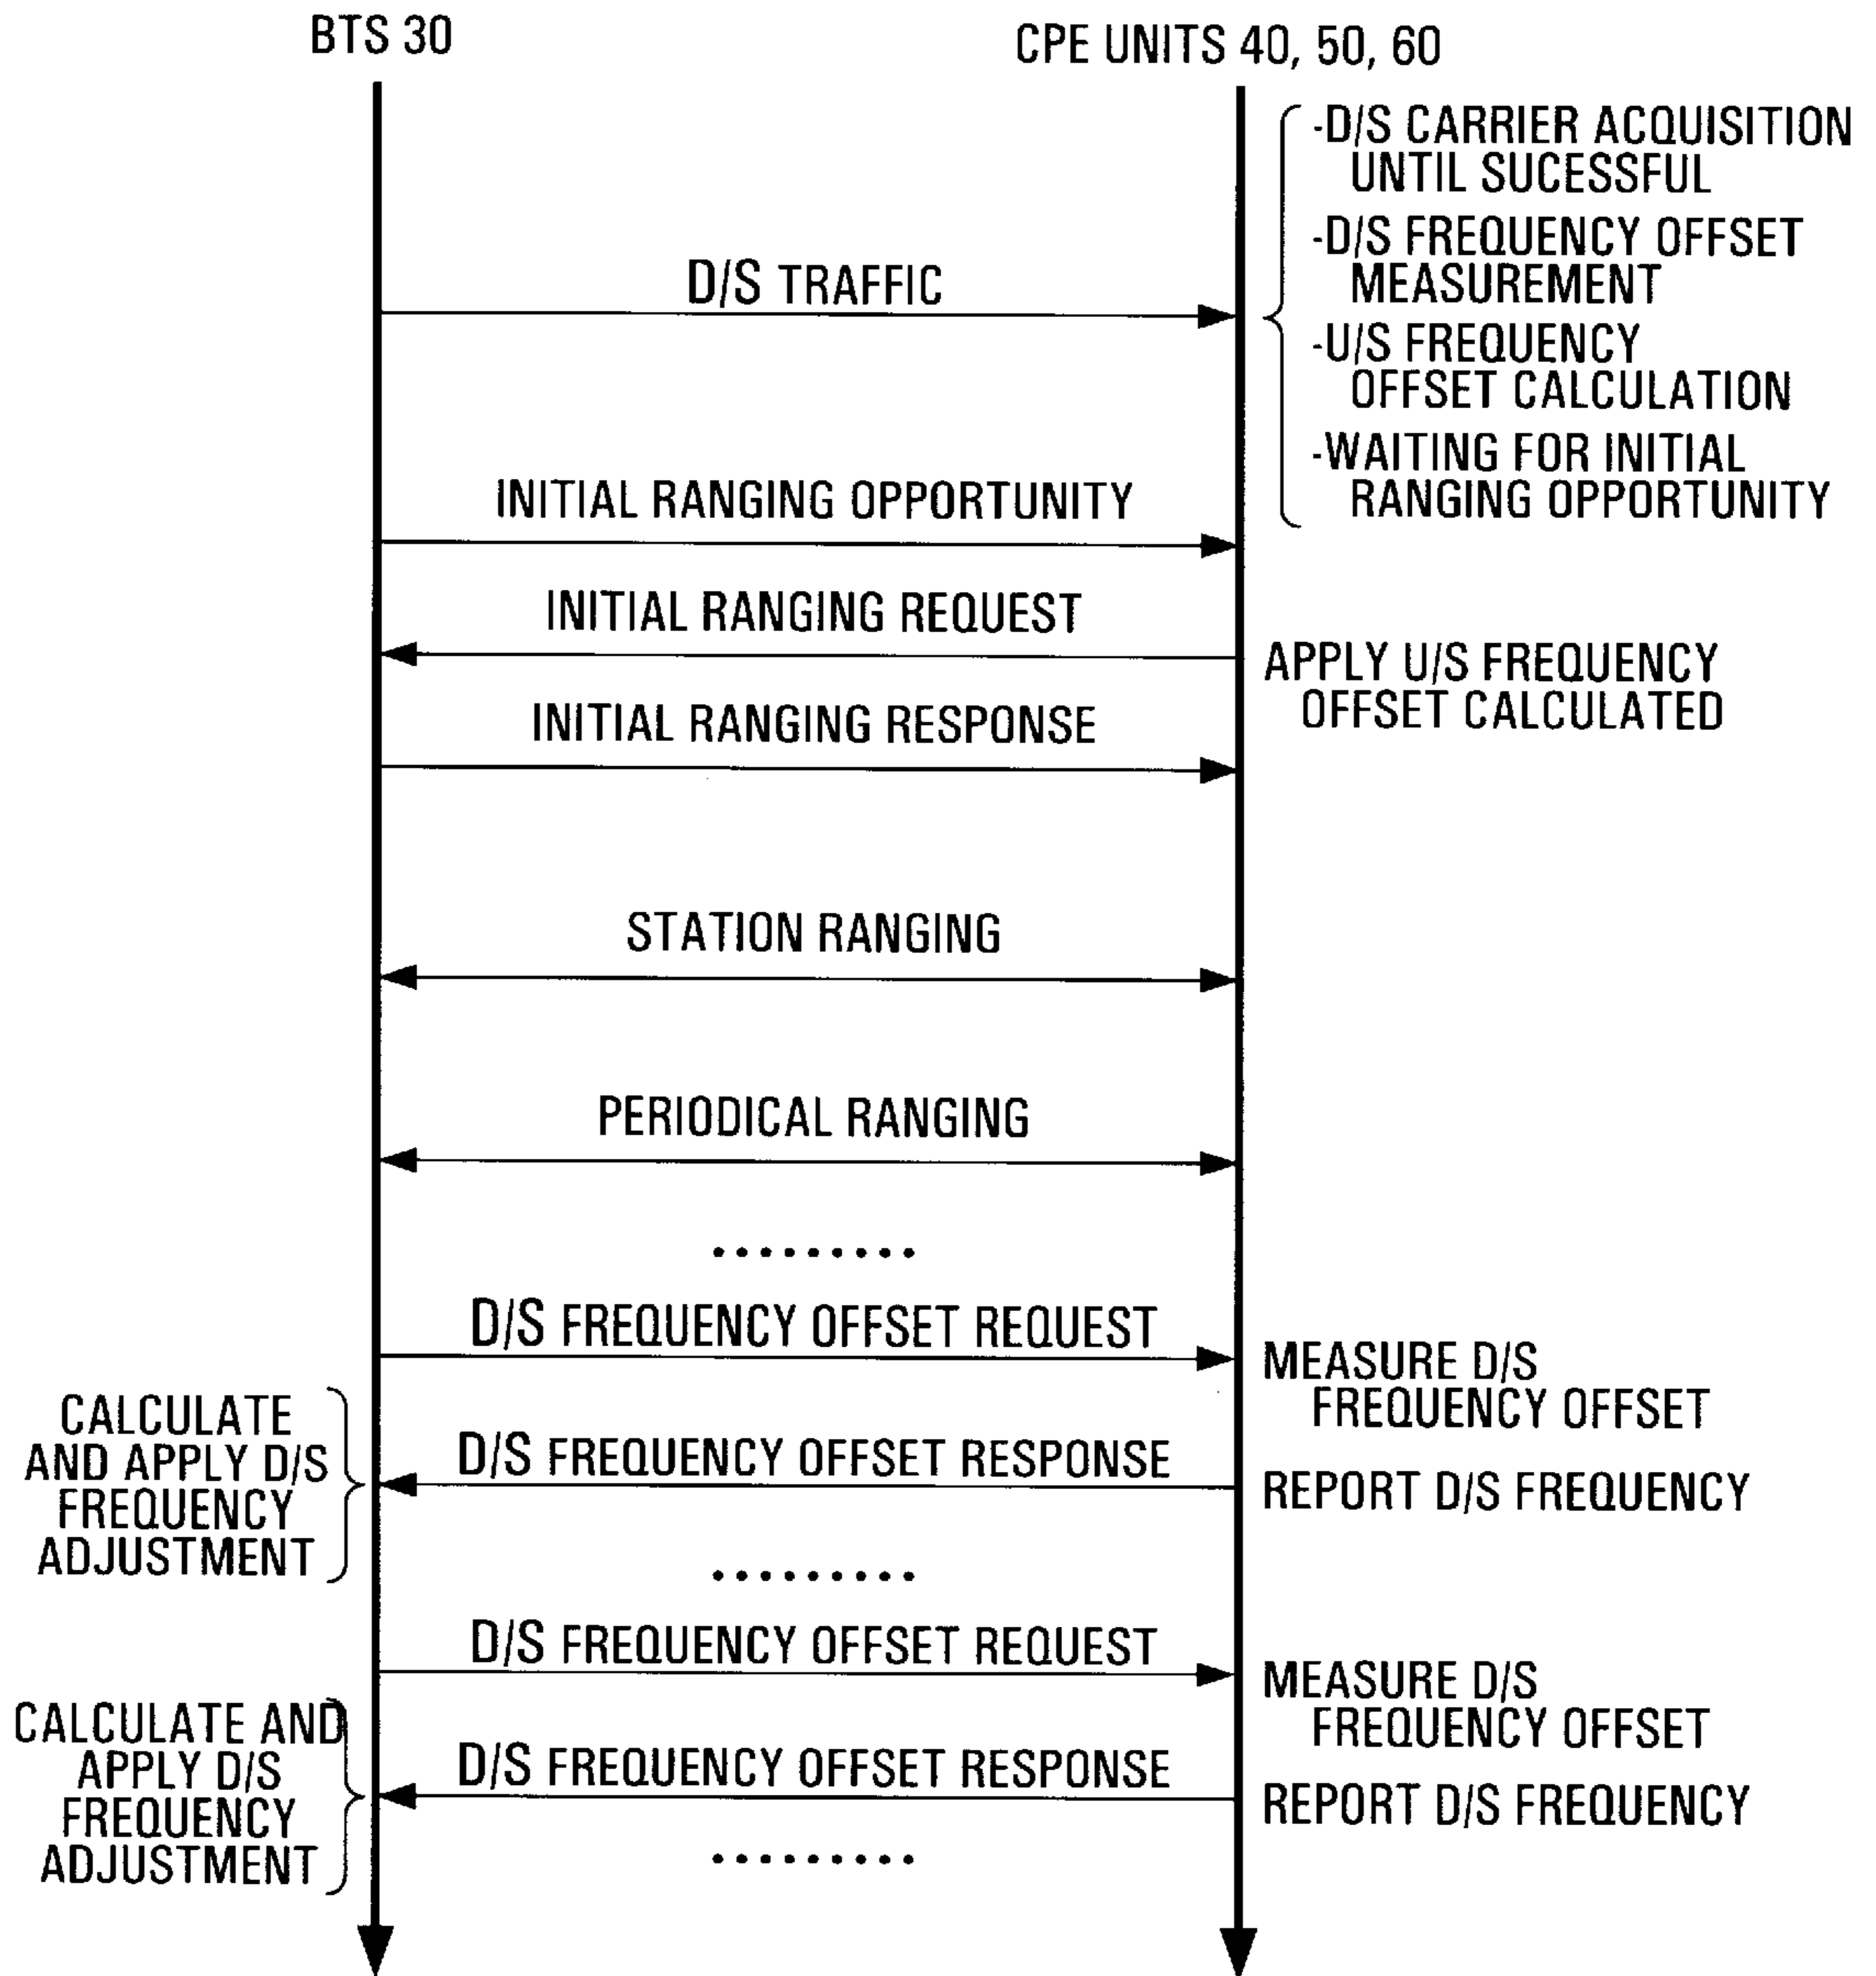 BTS 30
CPE UNITS 40, 50, 60
-D/S CARRIER ACQUISITION
UNTIL SUCESSFUL
-D/S FREQUENCY OFFSET
MEASUREMENT
-U/S FREQUENCY
OFFSET CALCULATION
-WAITING FOR INITIAL
RANGING OPPORTUNITY
D/S TRAFFIC
INITIAL RANGING OPPORTUNITY
INITIAL RANGING REQUEST
APPLY U/S FREQUENCY
OFFSET CALCULATED
INITIAL RANGING RESPONSE
STATION RANGING
PERIODICAL RANGING
.........
D/S FREQUENCY OFFSET REQUEST
MEASURE D/S
FREQUENCY OFFSET
CALCULATE
AND APPLY D/S
FREQUENCY
ADJUSTMENT
D/S FREQUENCY OFFSET RESPONSE
REPORT D/S FREQUENCY
.........
D/S FREQUENCY OFFSET REQUEST
MEASURE D/S
FREQUENCY OFFSET
CALCULATE AND
APPLY D/S
FREQUENCY
ADJUSTMENT
D/S FREQUENCY OFFSET RESPONSE
REPORT D/S FREQUENCY
.........